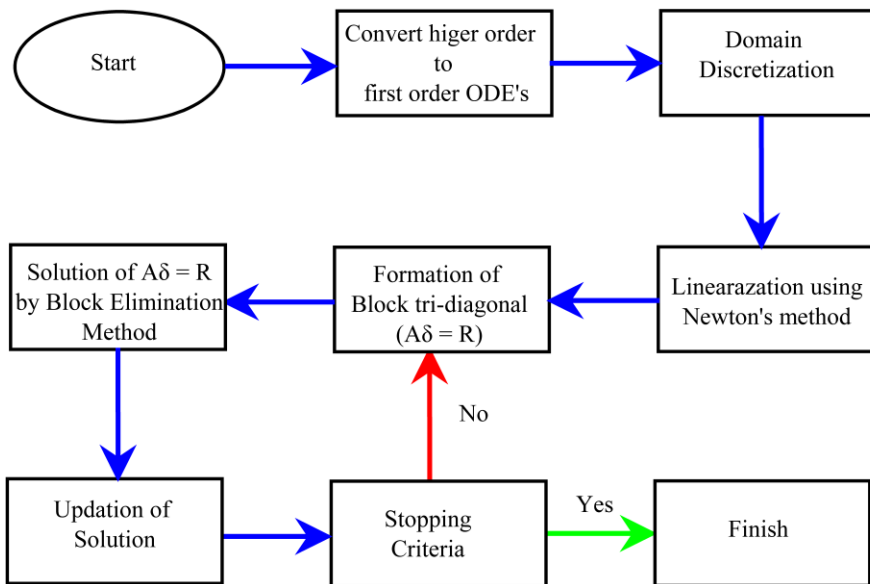 Start
Convert higer order
to
first order ODE's
Domain
Discretization
Linearazation using
Newton's method
Formation of
Block tri-diagonal
(Aδ = R)
Solution of Aδ = R
by Block Elimination
Method
Updation of
Solution
Stopping
Criteria
No
Yes
Finish